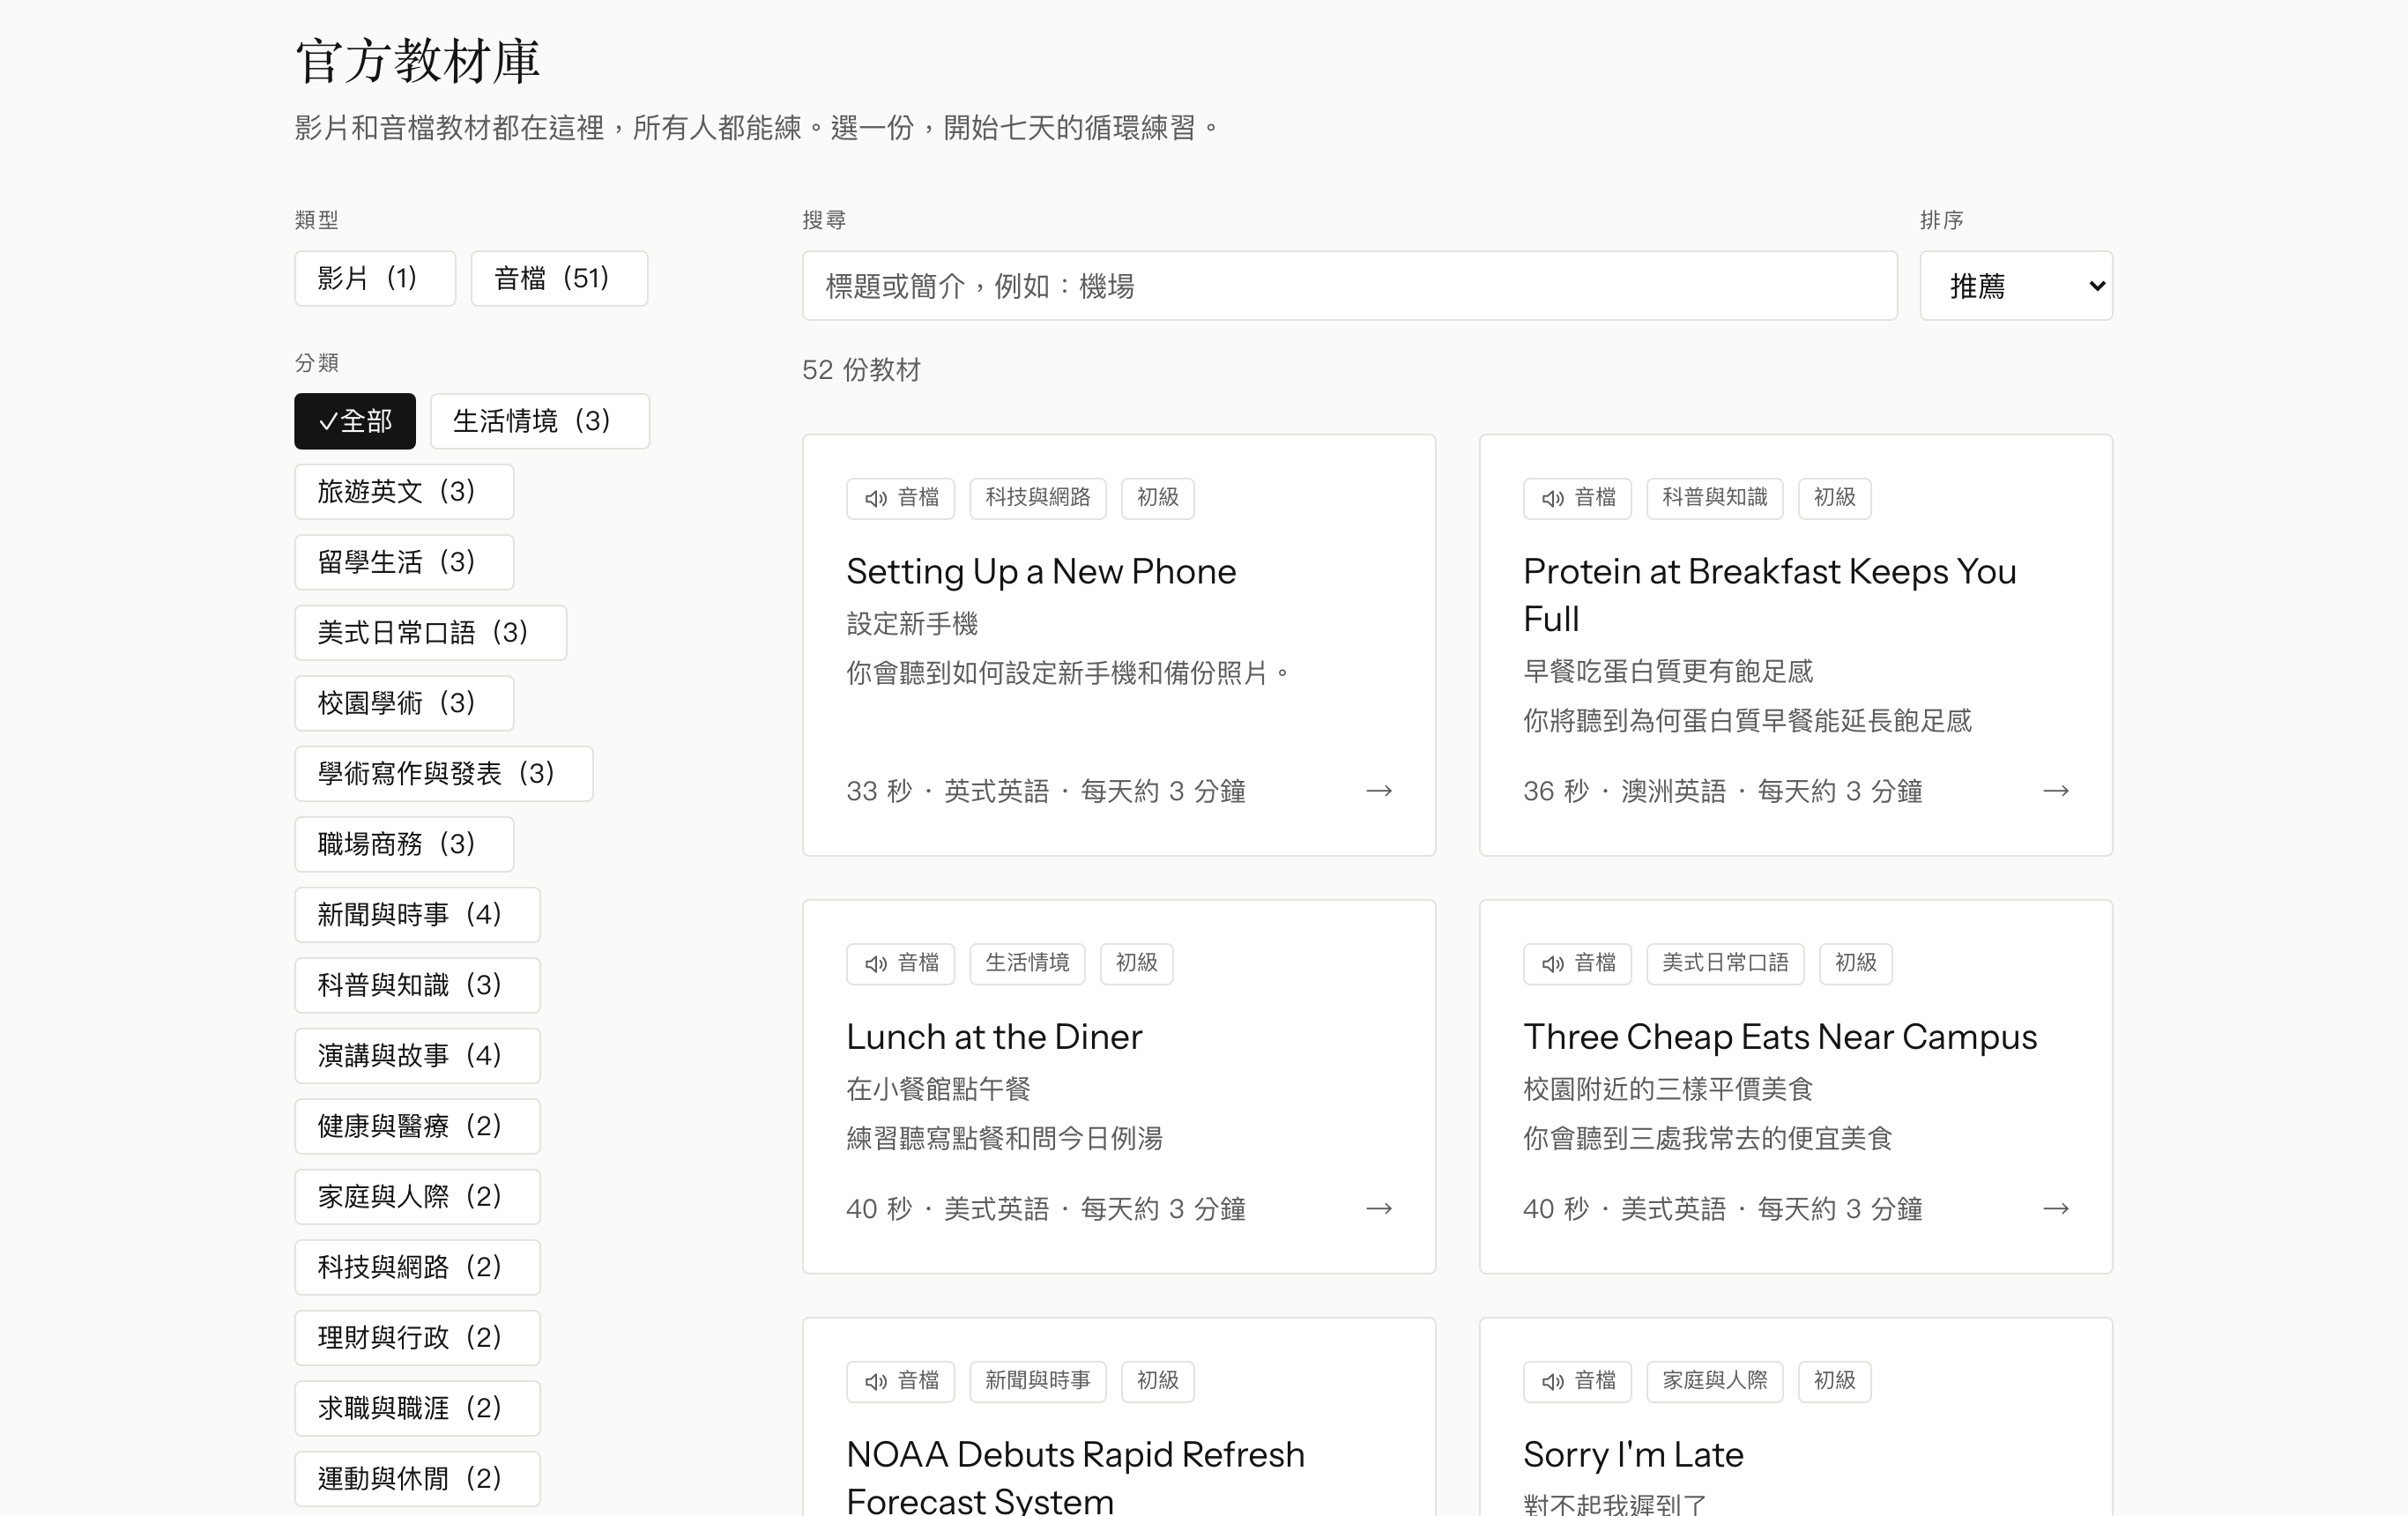 官方教材庫
影片和音檔教材都在這裡，所有人都能練。選一份，開始七天的循環練習。
類型
影片（1）
音檔（51）
分類
✓全部
生活情境（3）
旅遊英文（3）
留學生活（3）
美式日常口語（3）
校園學術（3）
學術寫作與發表（3）
職場商務（3）
新聞與時事（4）
科普與知識（3）
演講與故事（4）
健康與醫療（2）
家庭與人際（2）
科技與網路（2）
理財與行政（2）
求職與職涯（2）
運動與休閒（2）
搜尋
標題或簡介，例如：機場
排序
推薦
52 份教材
音檔 科技與網路 初級
Setting Up a New Phone
設定新手機
你會聽到如何設定新手機和備份照片。
33 秒 · 英式英語 · 每天約 3 分鐘 →
音檔 科普與知識 初級
Protein at Breakfast Keeps You
Full
早餐吃蛋白質更有飽足感
你將聽到為何蛋白質早餐能延長飽足感
36 秒 · 澳洲英語 · 每天約 3 分鐘 →
音檔 生活情境 初級
Lunch at the Diner
在小餐館點午餐
練習聽寫點餐和問今日例湯
40 秒 · 美式英語 · 每天約 3 分鐘 →
音檔 美式日常口語 初級
Three Cheap Eats Near Campus
校園附近的三樣平價美食
你會聽到三處我常去的便宜美食
40 秒 · 美式英語 · 每天約 3 分鐘 →
音檔 新聞與時事 初級
NOAA Debuts Rapid Refresh
Forecast System
音檔 家庭與人際 初級
Sorry I'm Late
對不起我遲到了